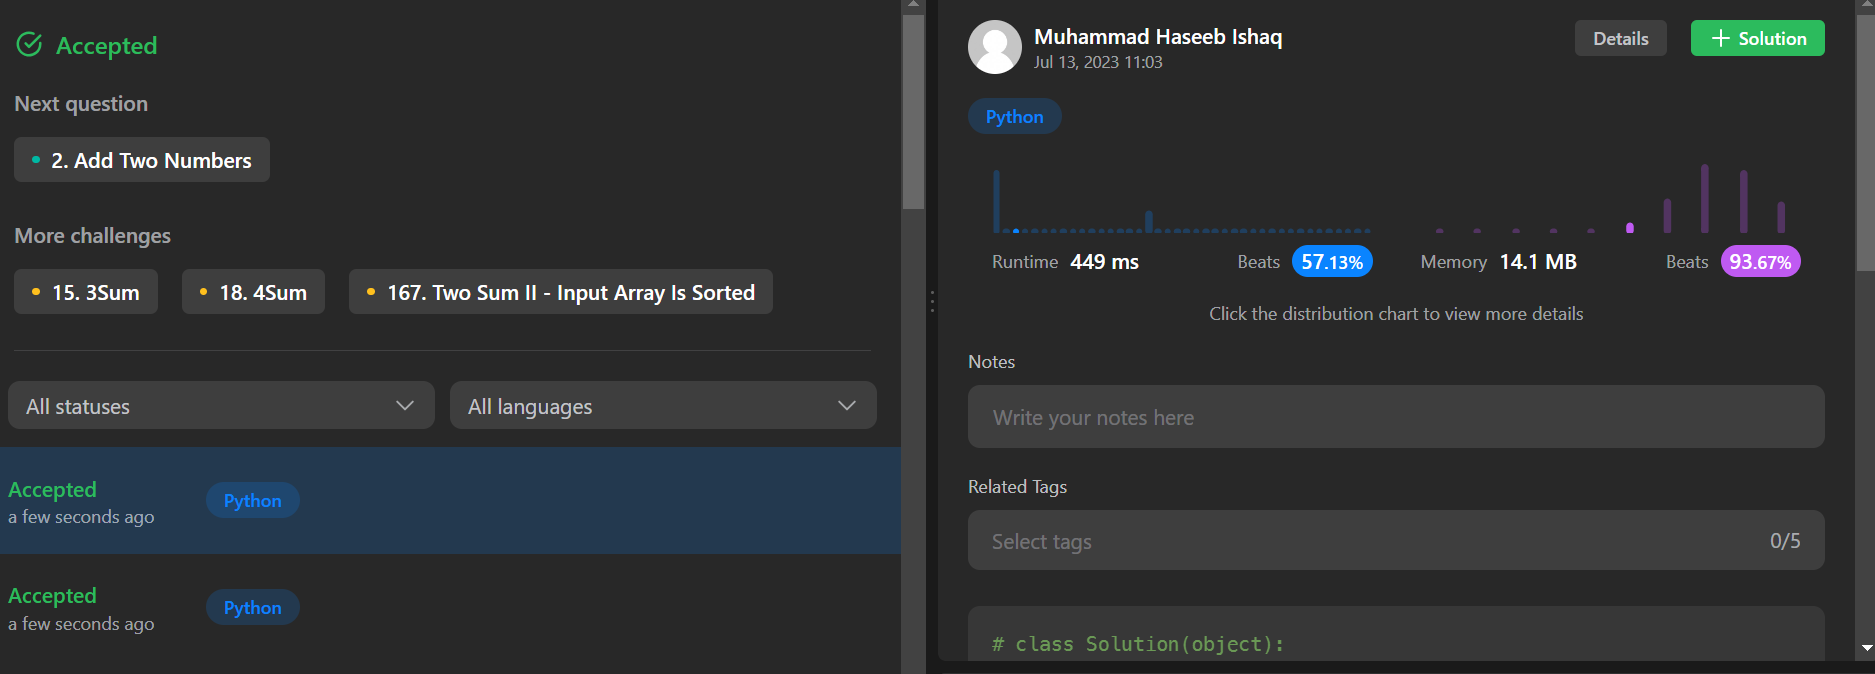 Accepted
Next question
2. Add Two Numbers
More challenges
15. 3Sum
18. 4Sum
167. Two Sum II - Input Array Is Sorted
All statuses
All languages
Accepted
a few seconds ago
Python
Accepted
a few seconds ago
Python
Muhammad Haseeb Ishaq
Jul 13, 2023 11:03
Details
+ Solution
Python
Runtime 449 ms
Beats 57.13%
Memory 14.1 MB
Beats 93.67%
Click the distribution chart to view more details
Notes
Write your notes here
Related Tags
Select tags
0/5
# class Solution(object):